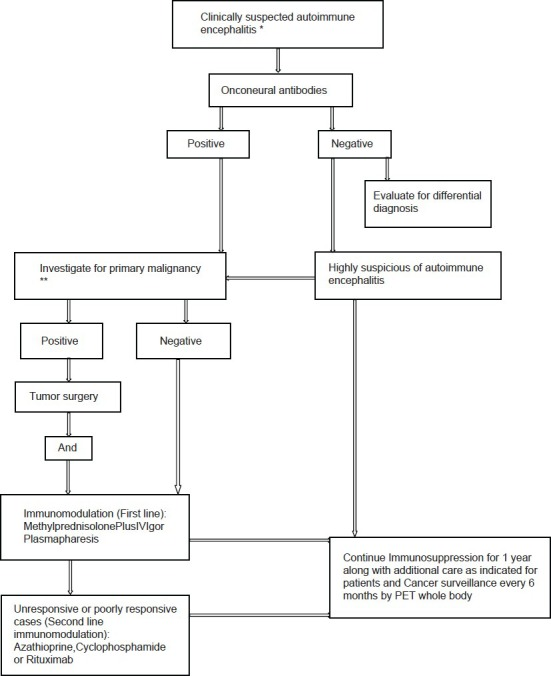 Clinically suspected autoimmune
encephalitis *
Onconeural antibodies
Positive
Negative
Evaluate for differential
diagnosis
Investigate for primary malignancy
**
Highly suspicious of autoimmune
encephalitis
Positive
Negative
Tumor surgery
And
Immunomodulation (First line):
MethylprednisolonePlusIVIgor
Plasmapharesis
Continue Immunosuppression for 1 year
along with additional care as indicated for
patients and Cancer surveillance every 6
months by PET whole body
Unresponsive or poorly responsive
cases (Second line
immunomodulation):
Azathioprine,Cyclophosphamide
or Rituximab